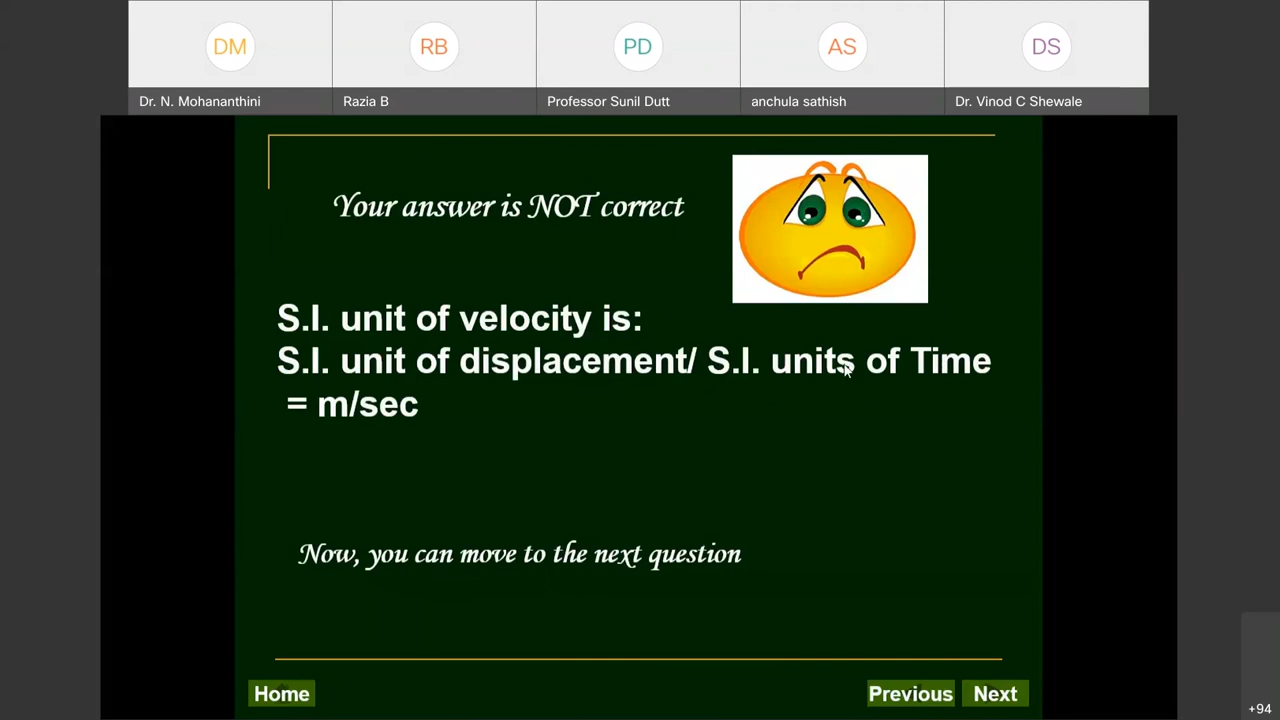 DM
RB
PD
AS
DS
Dr. N. Mohananthini
Razia B
Professor Sunil Dutt
anchula sathish
Dr. Vinod C Shewale
Your answer is NOT correct
S.I. unit of velocity is:
S.I. unit of displacement/ S.I. units of Time
= m/sec
Now, you can move to the next question
Home
Previous
Next
+94